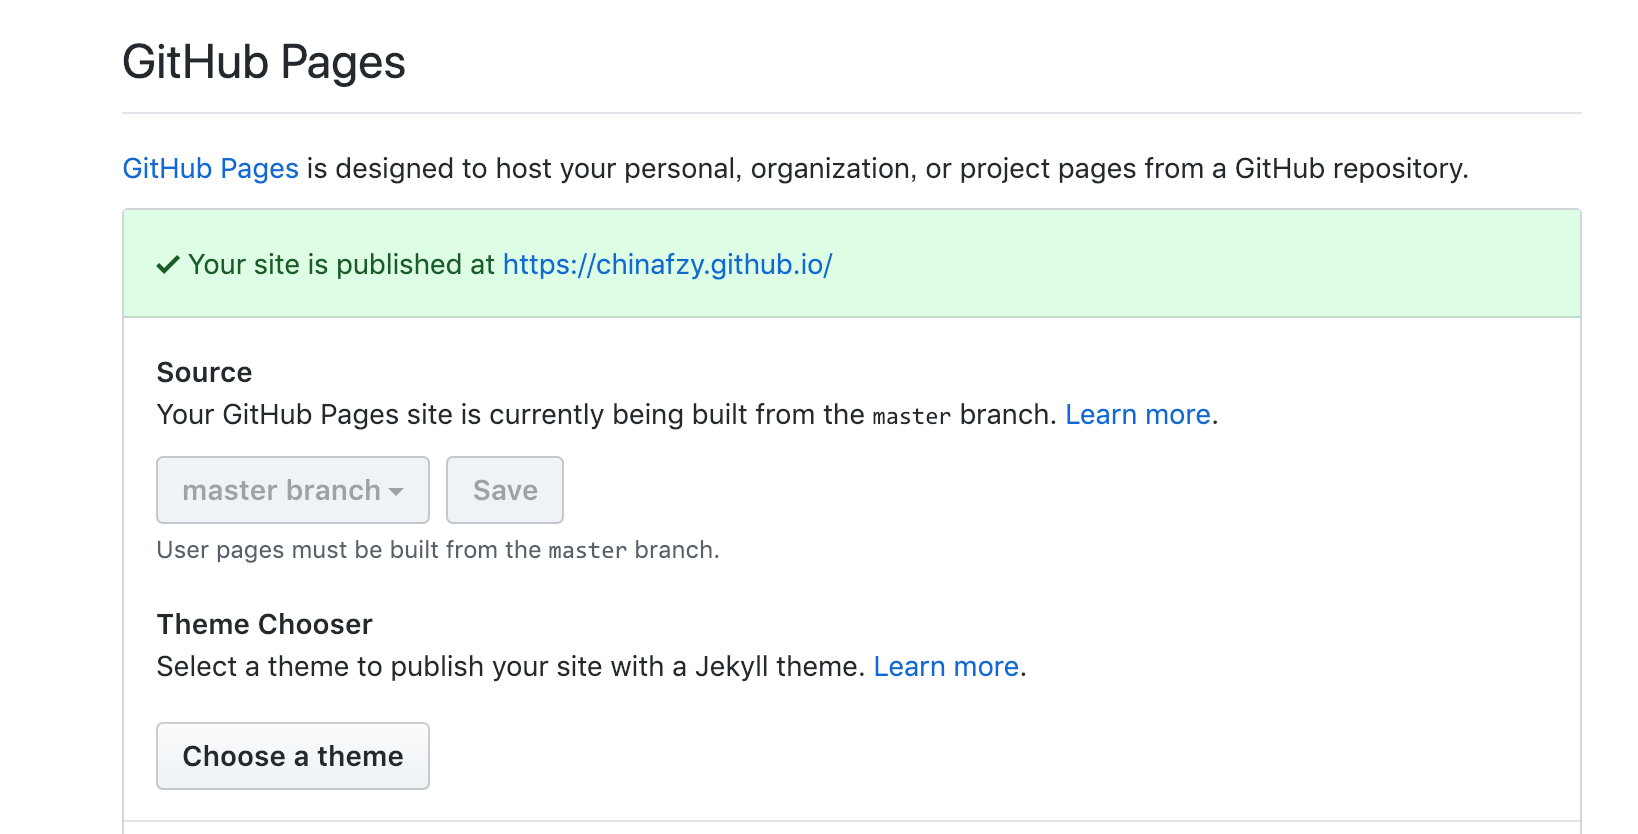 GitHub Pages
GitHub Pages is designed to host your personal, organization, or project pages from a GitHub repository.
✓ Your site is published at https://chinafzy.github.io/
Source
Your GitHub Pages site is currently being built from the master branch. Learn more.
master branch Save
User pages must be built from the master branch.
Theme Chooser
Select a theme to publish your site with a Jekyll theme. Learn more.
Choose a theme